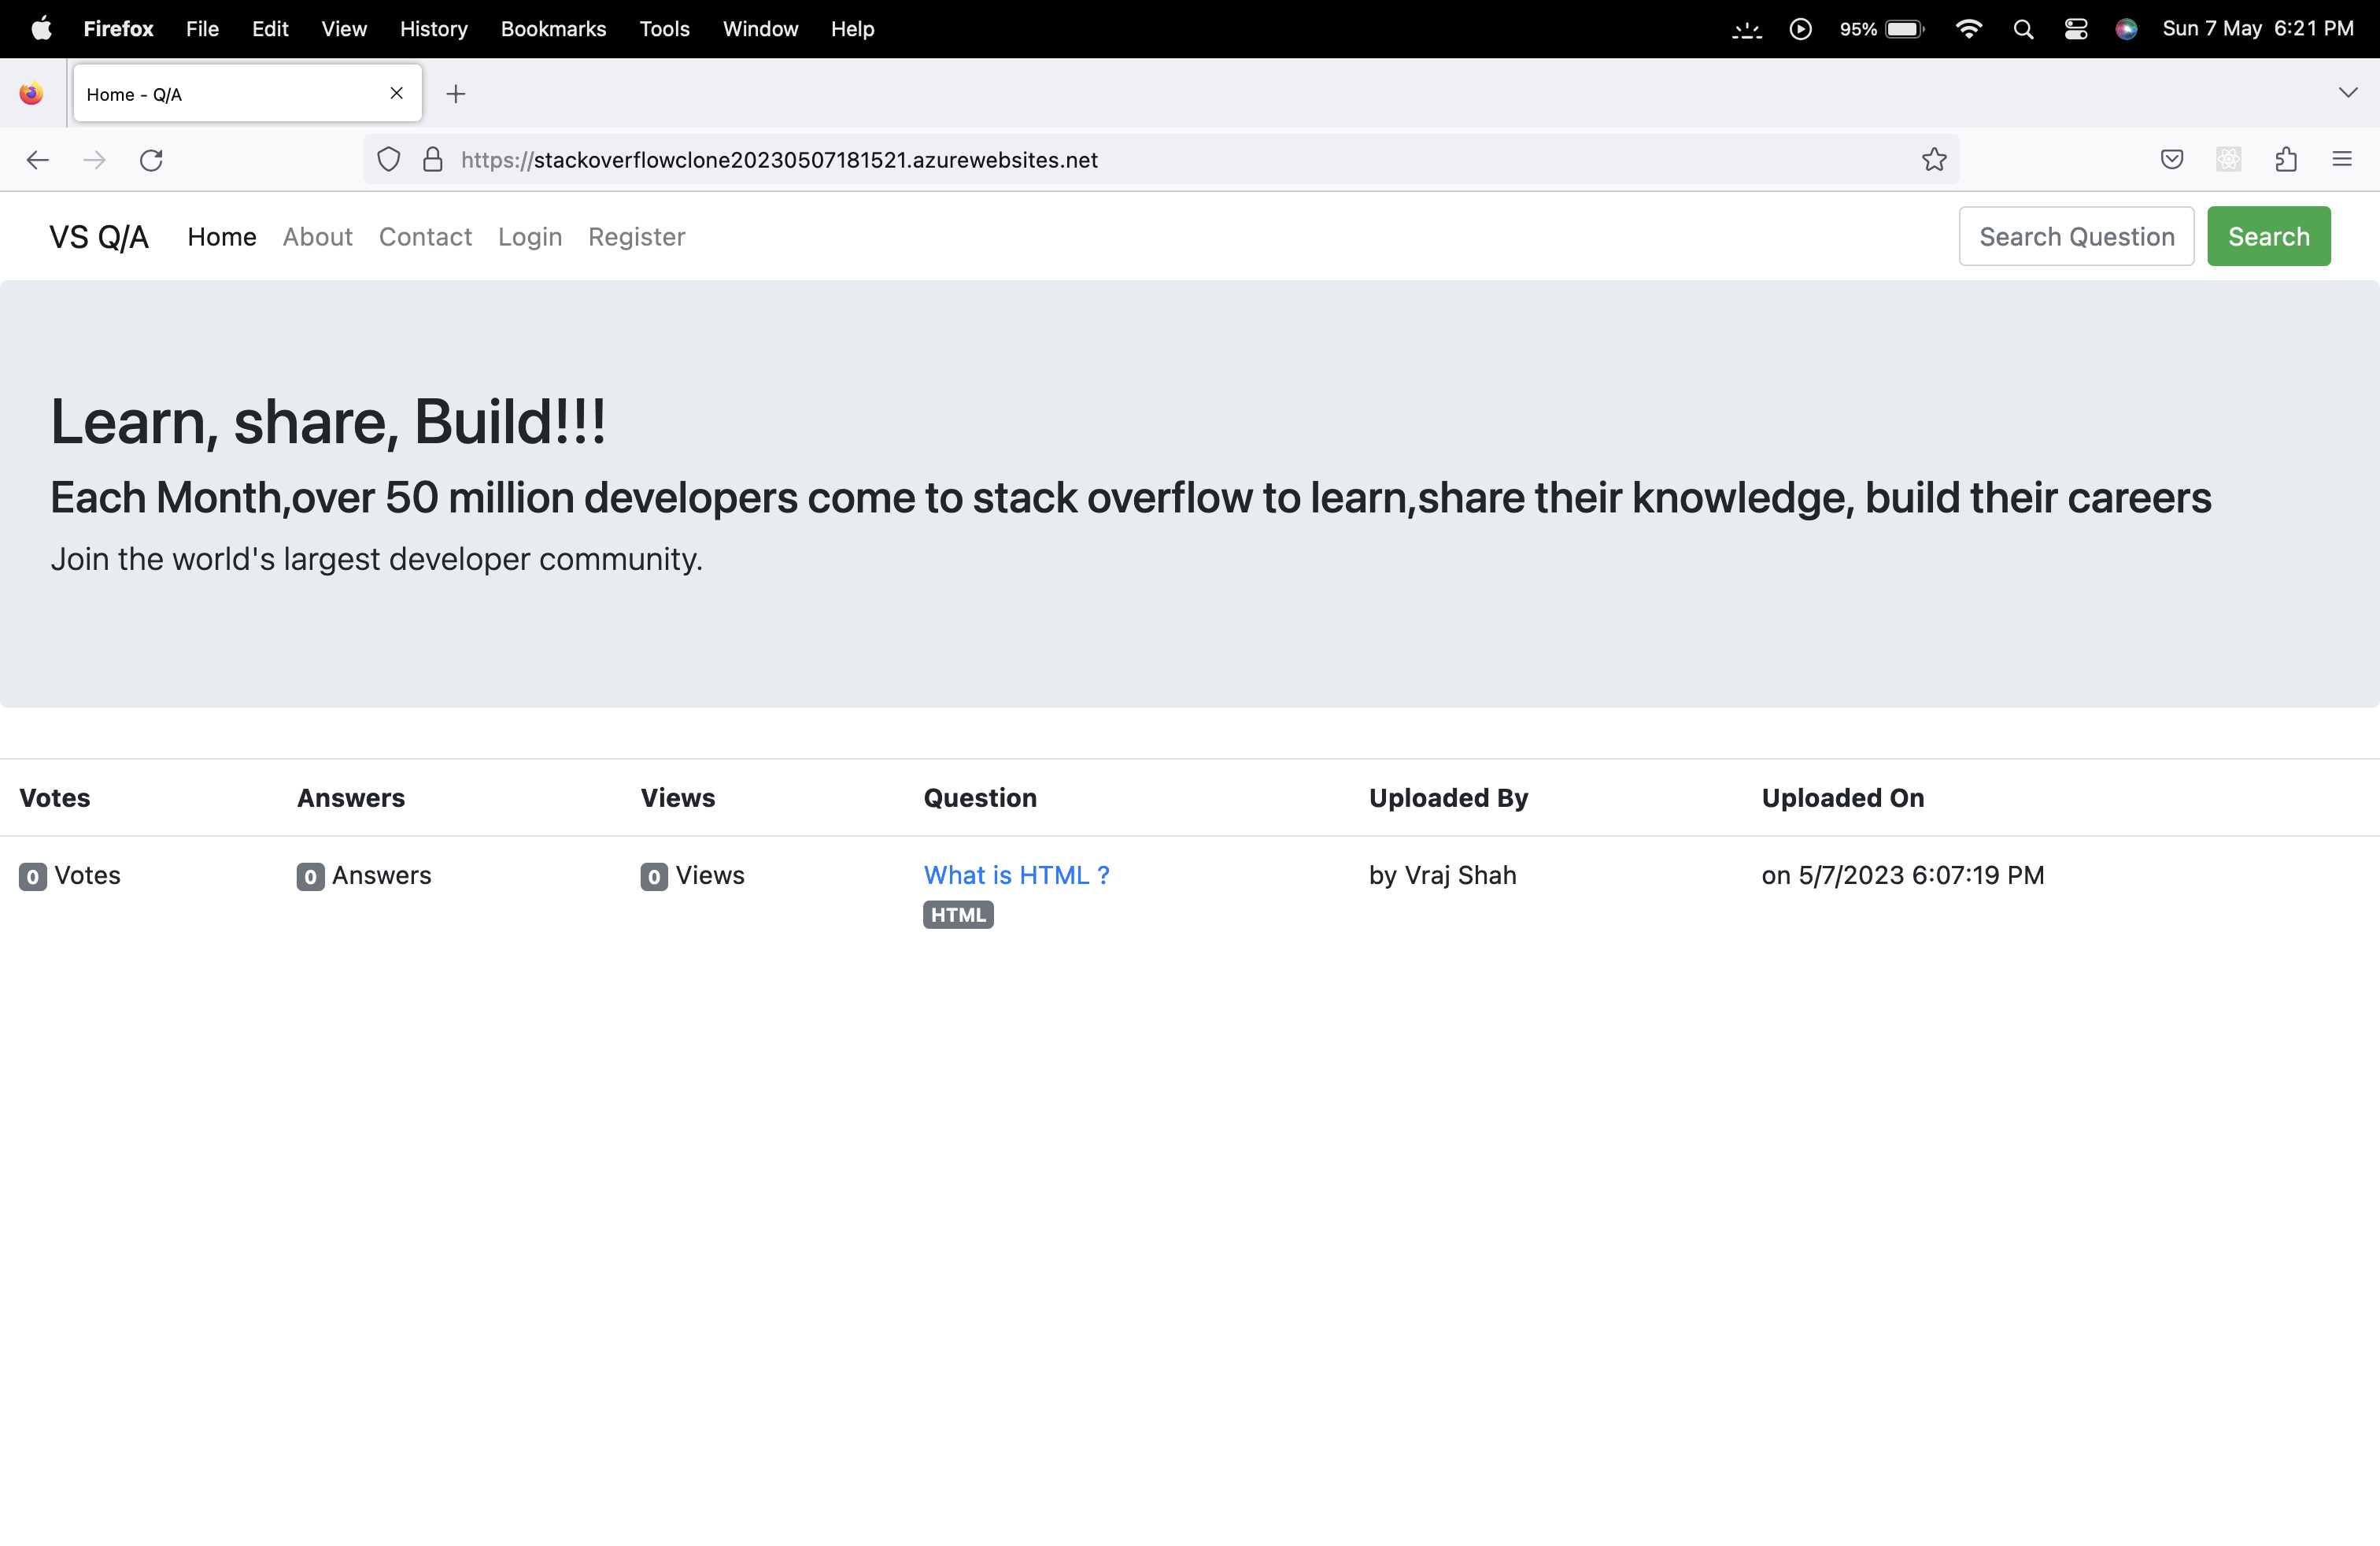 Firefox File Edit View History Bookmarks Tools Window Help 95% Sun 7 May 6:21 PM
Home - Q/A
https://stackoverflowclone20230507181521.azurewebsites.net
VS Q/A Home About Contact Login Register Search Question Search
Learn, share, Build!!!
Each Month,over 50 million developers come to stack overflow to learn,share their knowledge, build their careers
Join the world's largest developer community.
Votes Answers Views Question Uploaded By Uploaded On
0 Votes 0 Answers 0 Views What is HTML ? by Vraj Shah on 5/7/2023 6:07:19 PM
HTML